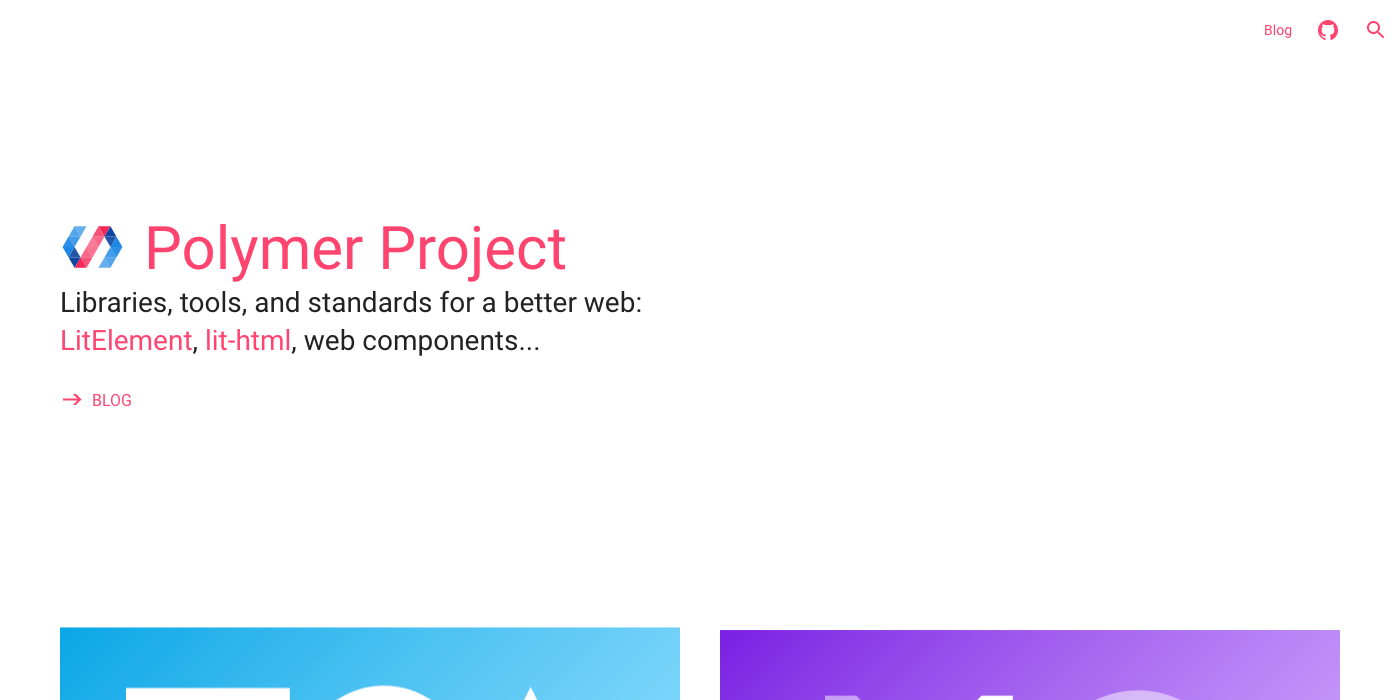 Blog
Polymer Project
Libraries, tools, and standards for a better web:
LitElement, lit-html, web components...
BLOG